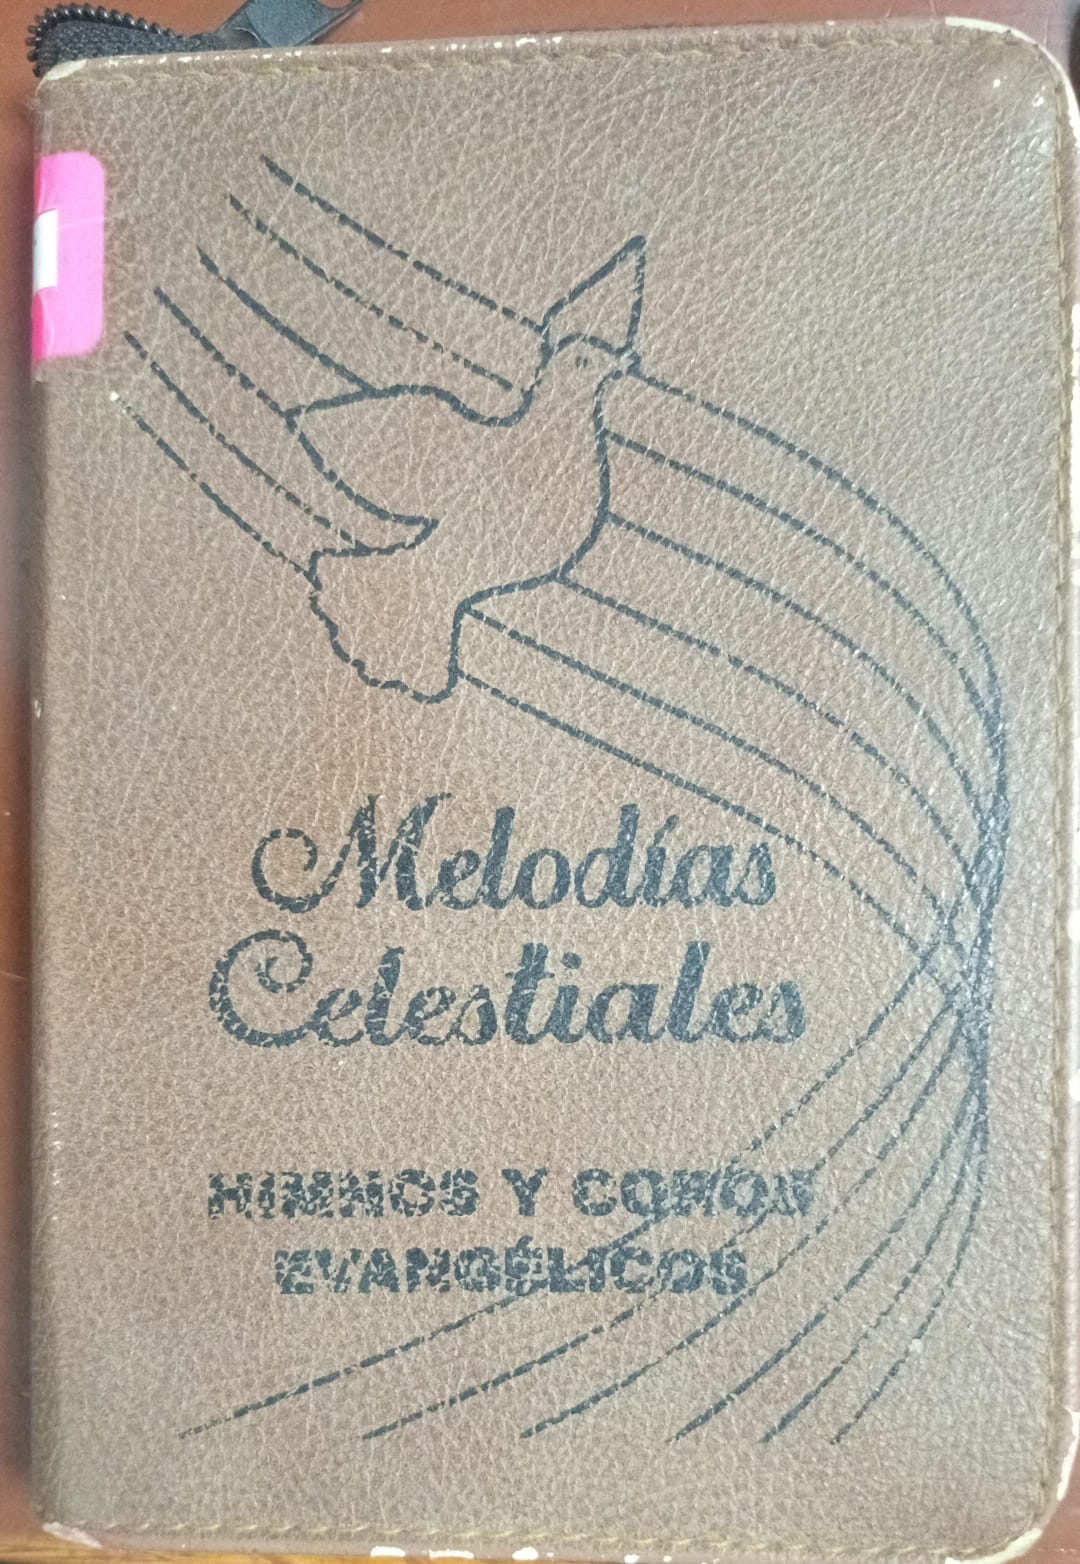 Melodías
Celestiales
HIMNOS Y COROS
EVANGÉLICOS